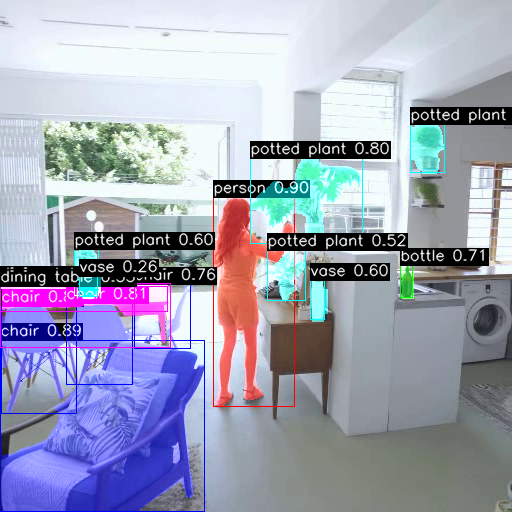 potted plant
potted plant 0.80
person 0.90
potted plant 0.60
potted plant 0.52
bottle 0.71
vase 0.26
vase 0.60
dining table
chair 0.76
chair 0.81
chair 0.89